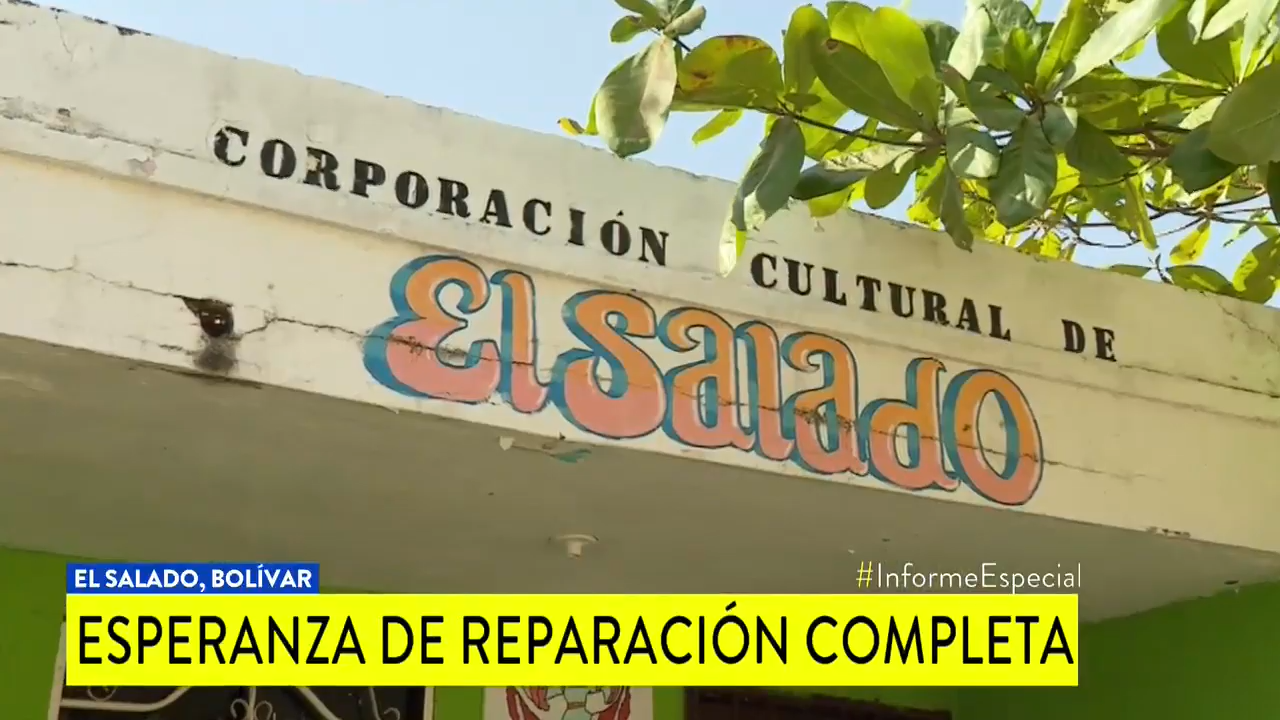 CORPORACIÓN CULTURAL DE
El Salado
EL SALADO, BOLÍVAR
#InformeEspecial
ESPERANZA DE REPARACIÓN COMPLETA